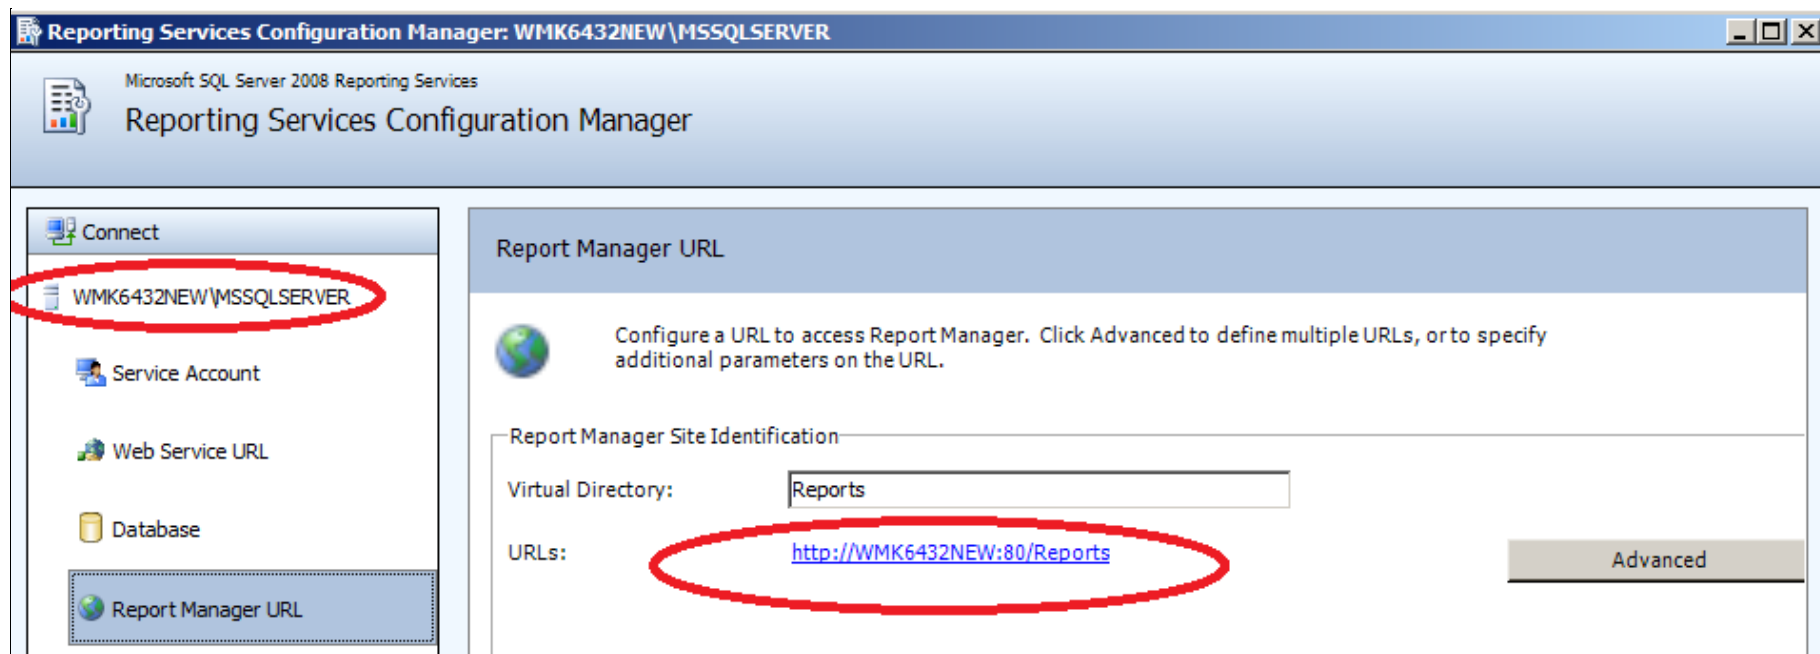 Reporting Services Configuration Manager: WMK6432NEW\MSSQLSERVER
Microsoft SQL Server 2008 Reporting Services
Reporting Services Configuration Manager
Connect
WMK6432NEW\MSSQLSERVER
Service Account
Web Service URL
Database
Report Manager URL
Report Manager URL
Configure a URL to access Report Manager. Click Advanced to define multiple URLs, or to specify
additional parameters on the URL.
Report Manager Site Identification
Virtual Directory: Reports
URLs: http://WMK6432NEW:80/Reports
Advanced